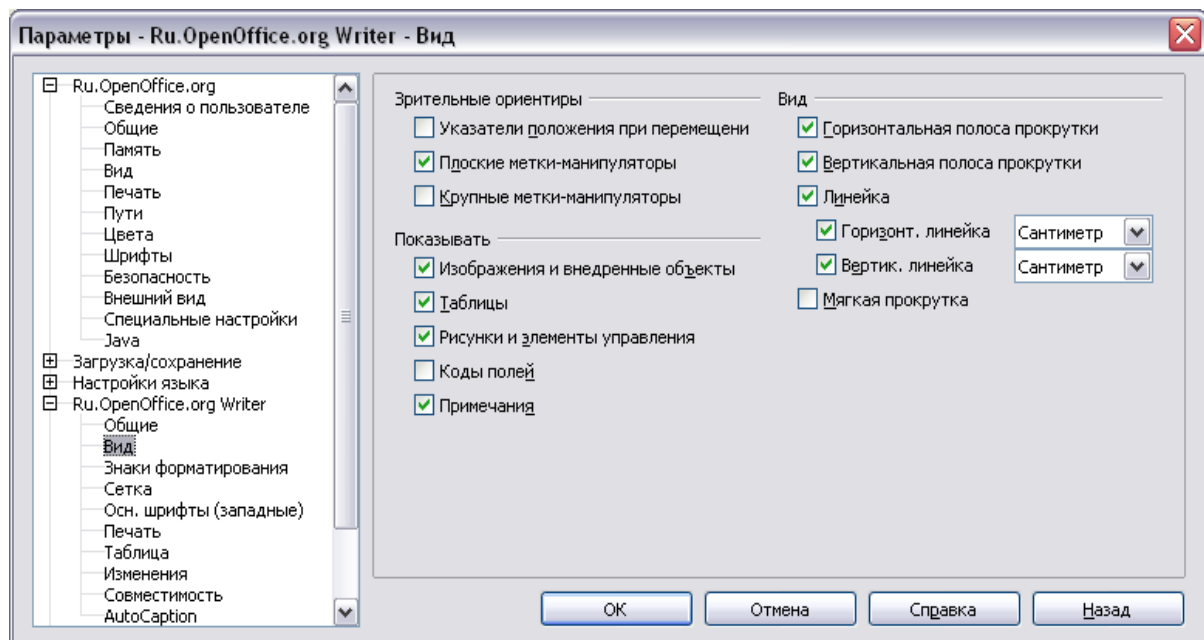 Параметры - Ru.OpenOffice.org Writer - Вид
Ru.OpenOffice.org
Сведения о пользователе
Общие
Память
Вид
Печать
Пути
Цвета
Шрифты
Безопасность
Внешний вид
Специальные настройки
Java
Загрузка/сохранение
Настройки языка
Ru.OpenOffice.org Writer
Общие
Вид
Знаки форматирования
Сетка
Осн. шрифты (западные)
Печать
Таблица
Изменения
Совместимость
AutoCaption
Зрительные ориентиры
Указатели положения при перемещени
Плоские метки-манипуляторы
Крупные метки-манипуляторы
Показывать
Изображения и внедренные объекты
Таблицы
Рисунки и элементы управления
Коды полей
Примечания
Вид
Горизонтальная полоса прокрутки
Вертикальная полоса прокрутки
Линейка
Горизонт. линейка Сантиметр
Вертик. линейка Сантиметр
Мягкая прокрутка
ОК Отмена Справка Назад